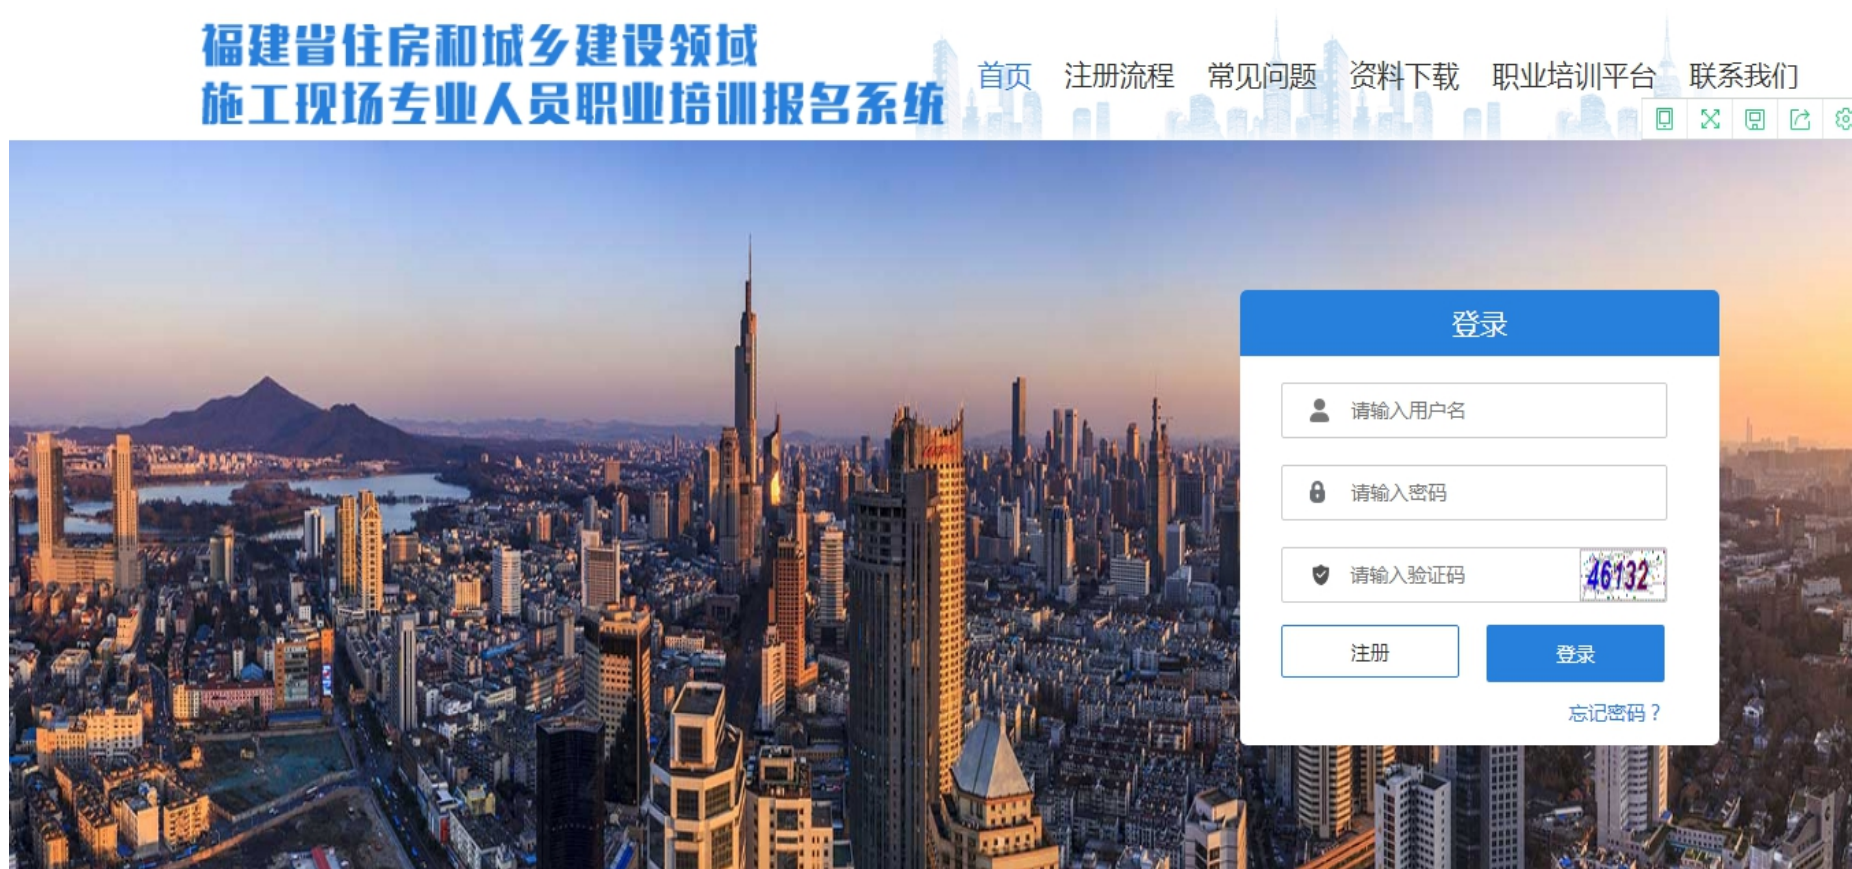 福建省住房和城乡建设领域
施工现场专业人员职业培训报名系统
首页 注册流程 常见问题 资料下载 职业培训平台 联系我们
登录
请输入用户名
请输入密码
请输入验证码 46132
注册 登录
忘记密码？